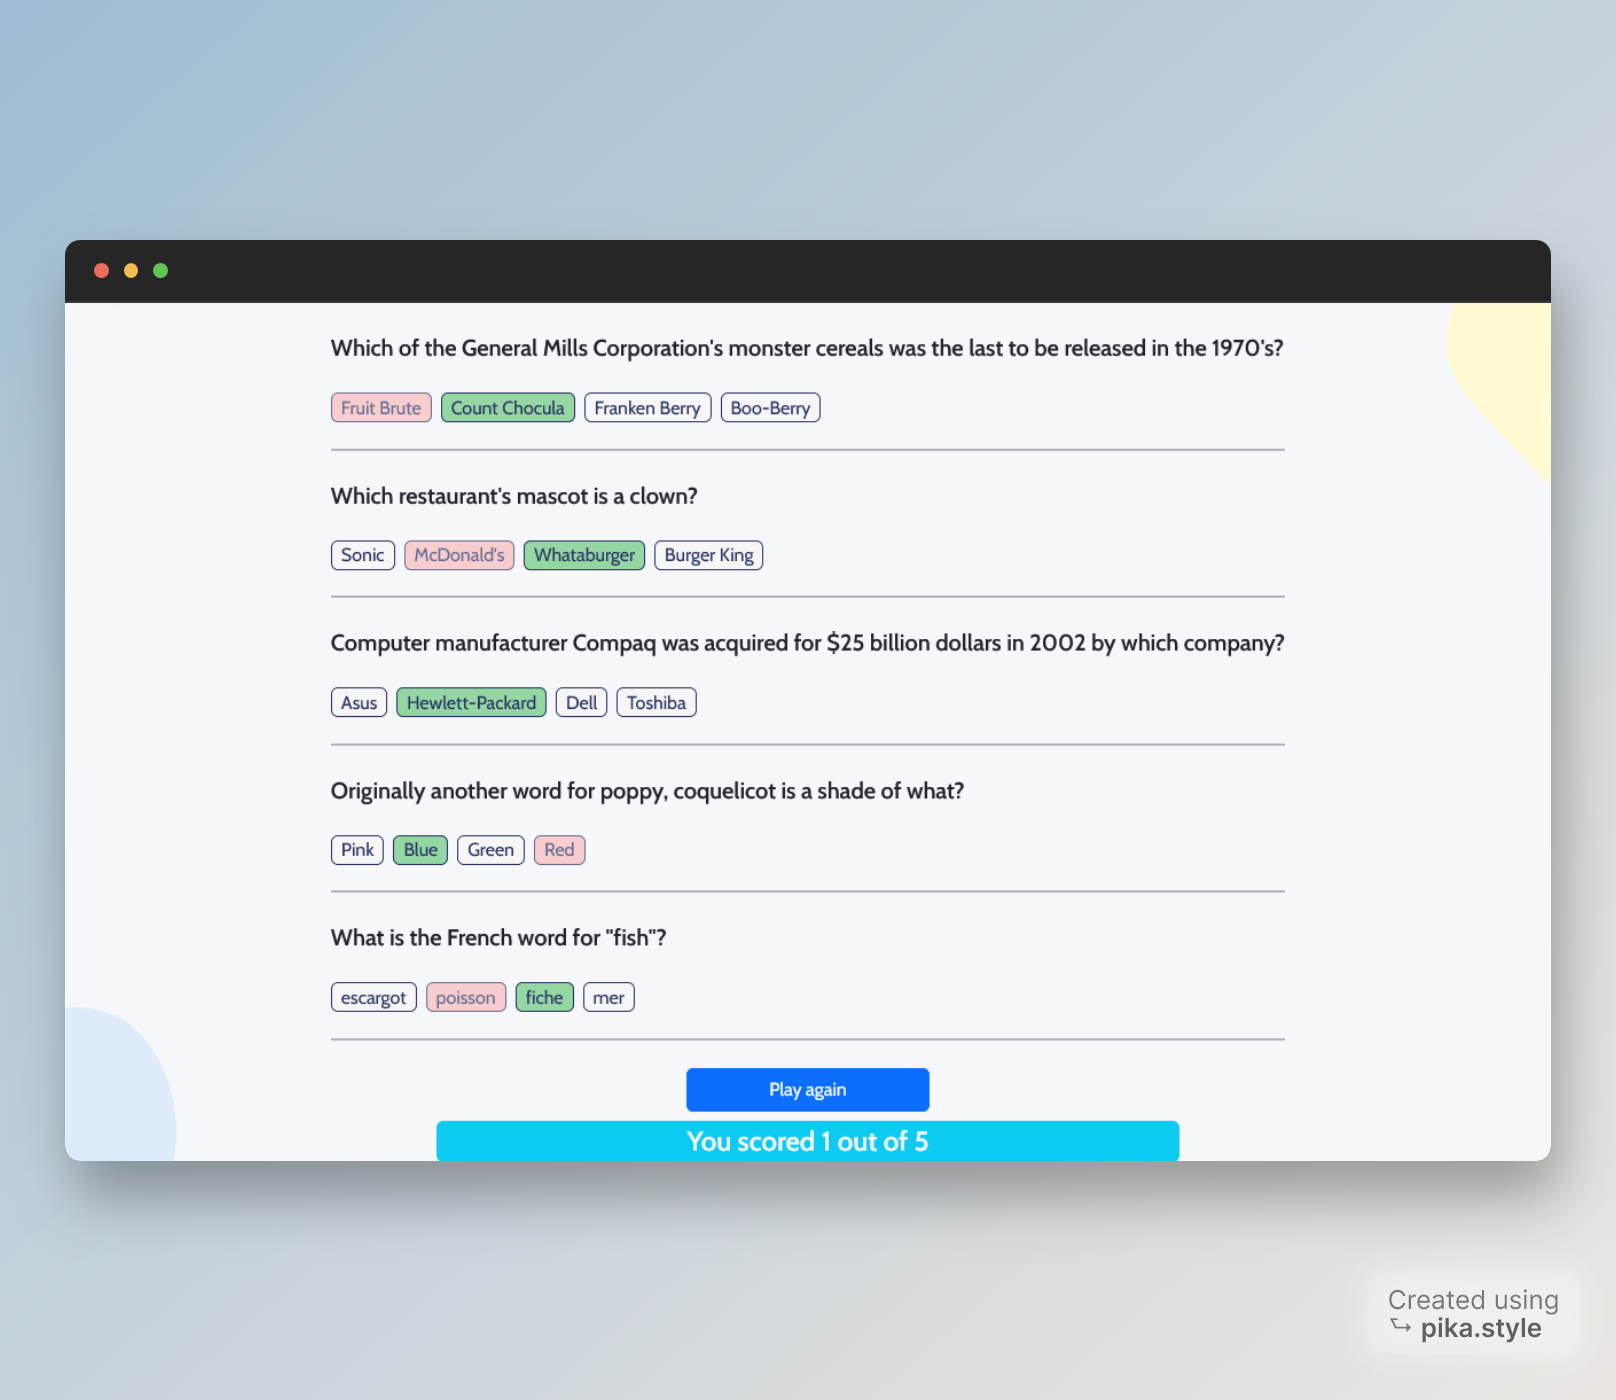 Which of the General Mills Corporation's monster cereals was the last to be released in the 1970's?
Fruit Brute Count Chocula Franken Berry Boo-Berry
Which restaurant's mascot is a clown?
Sonic McDonald's Whataburger Burger King
Computer manufacturer Compaq was acquired for $25 billion dollars in 2002 by which company?
Asus Hewlett-Packard Dell Toshiba
Originally another word for poppy, coquelicot is a shade of what?
Pink Blue Green Red
What is the French word for "fish"?
escargot poisson fiche mer
Play again
You scored 1 out of 5
Created using
pika.style